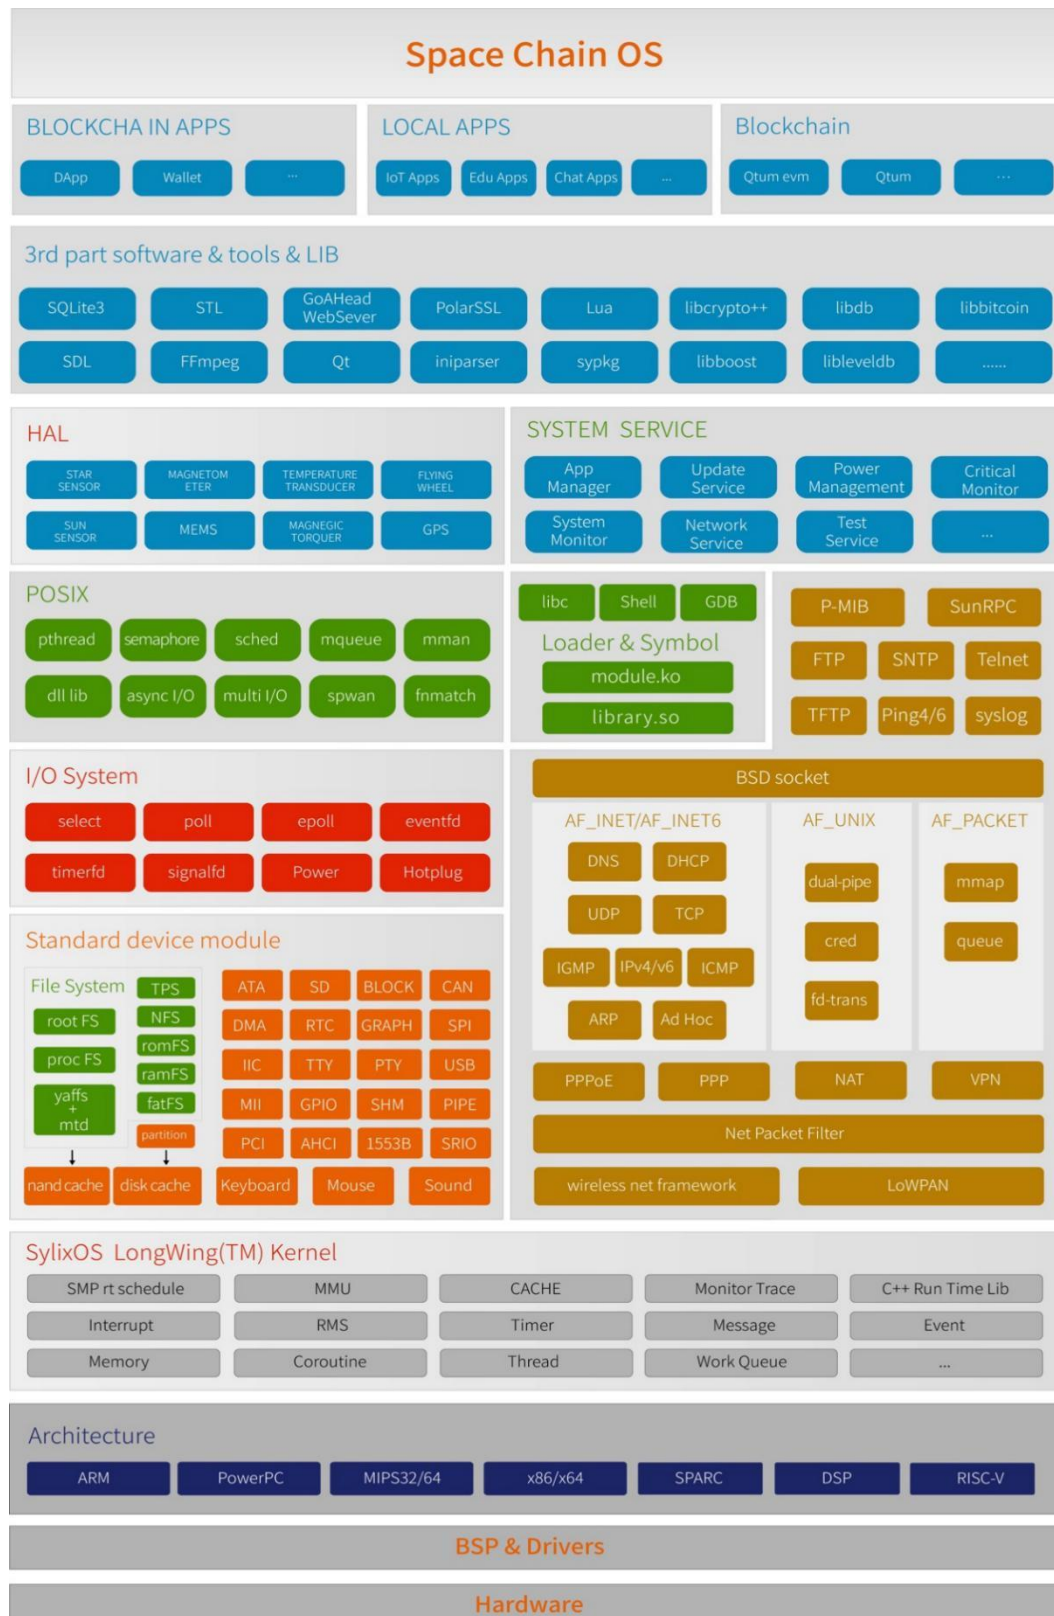 Space Chain OS
BLOCKCHA IN APPS
DApp
Wallet
...
LOCAL APPS
IoT Apps
Edu Apps
Chat Apps
...
Blockchain
Qtum evm
Qtum
...
3rd part software & tools & LIB
SQLite3
STL
GoAHead
WebSever
PolarSSL
Lua
libcrypto++
libdb
libbitcoin
SDL
FFmpeg
Qt
iniparser
sypkg
libboost
libleveldb
......
HAL
STAR
SENSOR
MAGNETOM
ETER
TEMPERATURE
TRANSDUCER
FLYING
WHEEL
SUN
SENSOR
MEMS
MAGNEGIC
TORQUER
GPS
SYSTEM SERVICE
App
Manager
Update
Service
Power
Management
Critical
Monitor
System
Monitor
Network
Service
Test
Service
...
POSIX
pthread
semaphore
sched
mqueue
mman
dll lib
async I/O
multi I/O
spwan
fnmatch
libc
Shell
GDB
Loader & Symbol
module.ko
library.so
P-MIB
SunRPC
FTP
SNTP
Telnet
TFTP
Ping4/6
syslog
I/O System
select
poll
epoll
eventfd
timerfd
signalfd
Power
Hotplug
BSD socket
AF_INET/AF_INET6
DNS
DHCP
UDP
TCP
IGMP
IPv4/v6
ICMP
ARP
Ad Hoc
AF_UNIX
dual-pipe
cred
fd-trans
AF_PACKET
mmap
queue
PPPoE
PPP
NAT
VPN
Net Packet Filter
wireless net framework
LoWPAN
Standard device module
File System
root FS
proc FS
yaffs
+
mtd
TPS
NFS
romFS
ramFS
fatFS
partition
nand cache
disk cache
ATA
SD
BLOCK
CAN
DMA
RTC
GRAPH
SPI
IIC
TTY
PTY
USB
MII
GPIO
SHM
PIPE
PCI
AHCI
1553B
SRIO
Keyboard
Mouse
Sound
SylixOS LongWing(TM) Kernel
SMP rt schedule
MMU
CACHE
Monitor Trace
C++ Run Time Lib
Interrupt
RMS
Timer
Message
Event
Memory
Coroutine
Thread
Work Queue
...
Architecture
ARM
PowerPC
MIPS32/64
x86/x64
SPARC
DSP
RISC-V
BSP & Drivers
Hardware